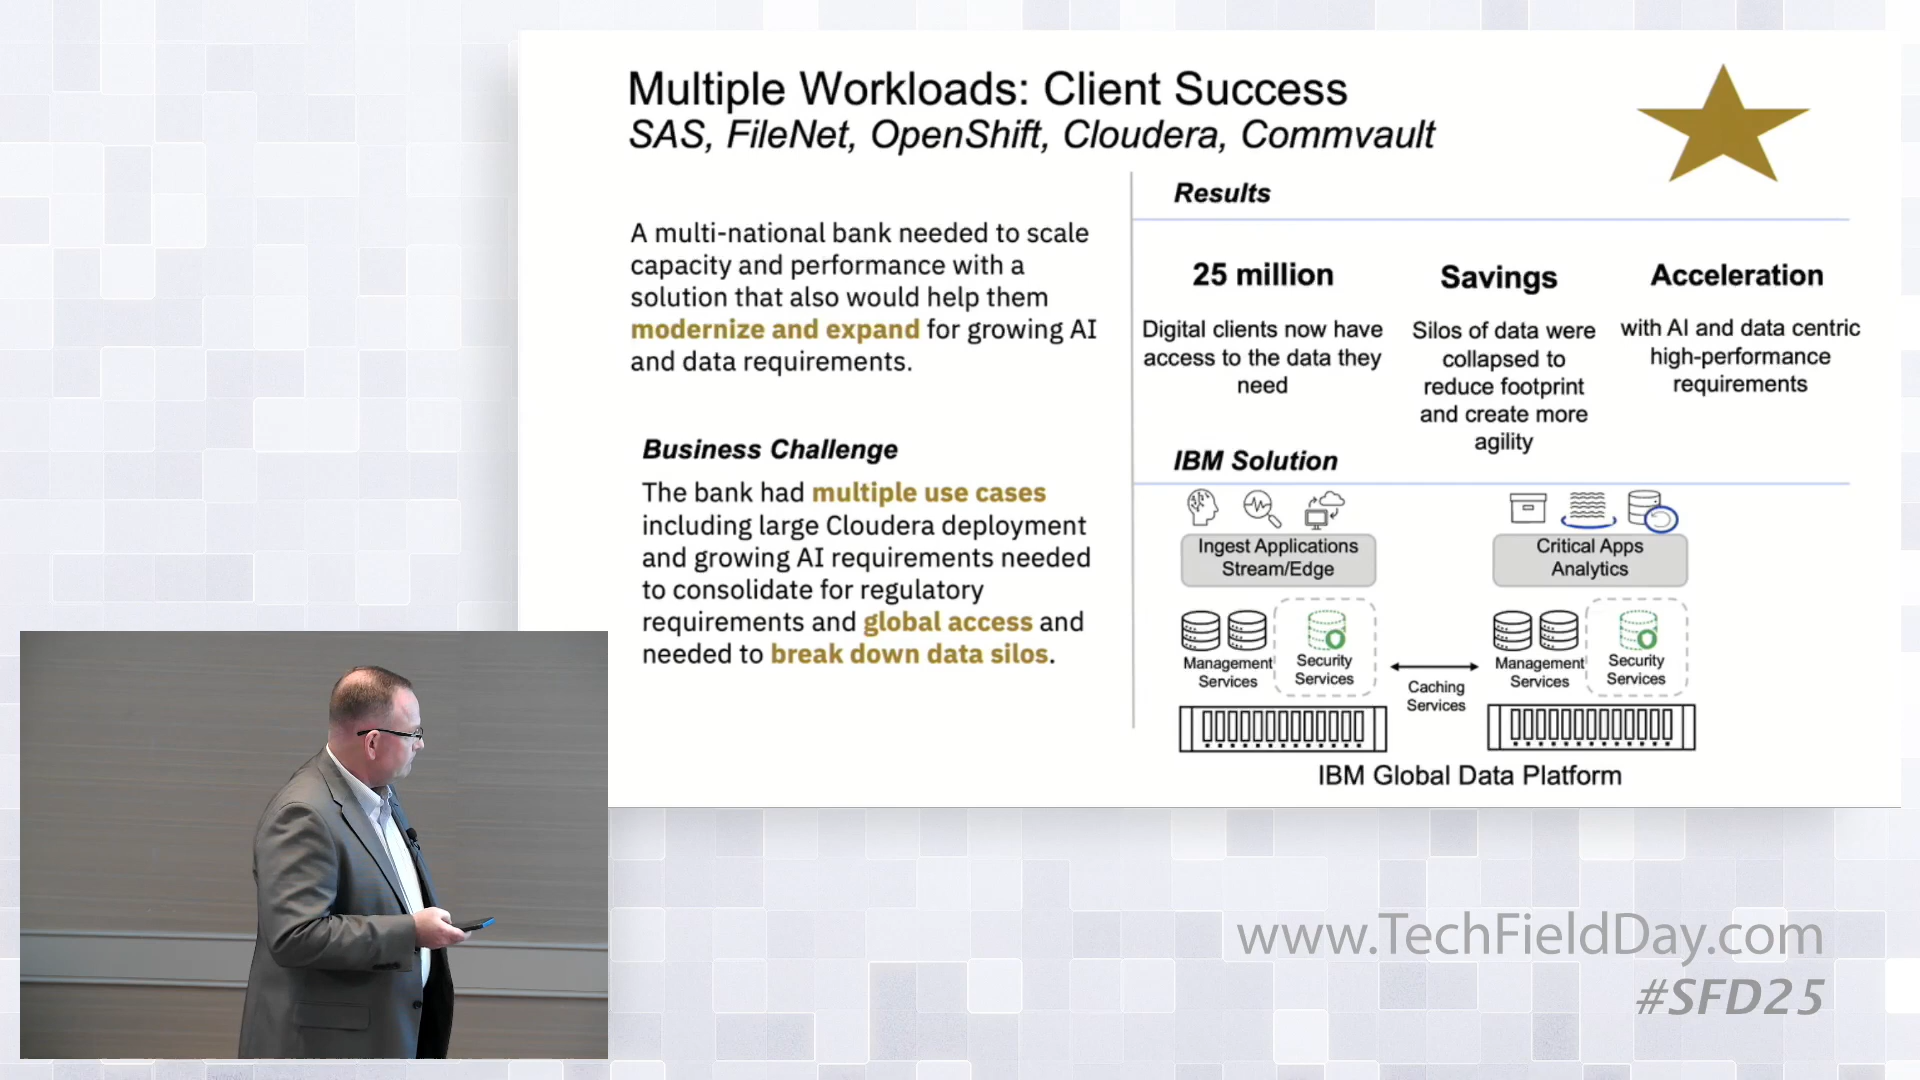 Multiple Workloads: Client Success
SAS, FileNet, OpenShift, Cloudera, Commvault
A multi-national bank needed to scale
capacity and performance with a
solution that also would help them
modernize and expand for growing AI
and data requirements.
Business Challenge
The bank had multiple use cases
including large Cloudera deployment
and growing AI requirements needed
to consolidate for regulatory
requirements and global access and
needed to break down data silos.
Results
25 million
Digital clients now have
access to the data they
need
Savings
Silos of data were
collapsed to
reduce footprint
and create more
agility
Acceleration
with AI and data centric
high-performance
requirements
IBM Solution
Ingest Applications
Stream/Edge
Critical Apps
Analytics
Management
Services
Security
Services
Caching
Services
Management
Services
Security
Services
IBM Global Data Platform
www.TechFieldDay.com
#SFD25